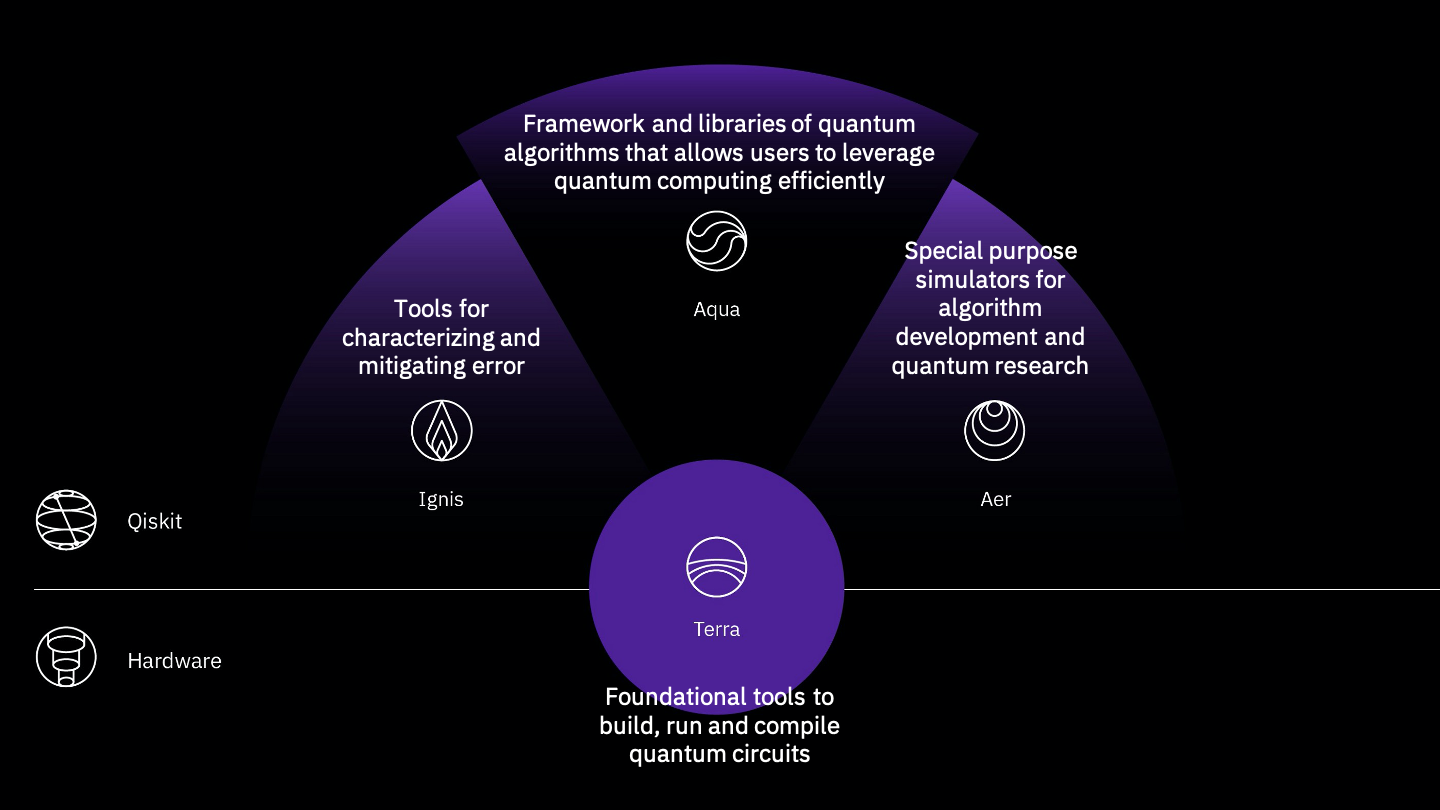 Framework and libraries of quantum
algorithms that allows users to leverage
quantum computing efficiently
Aqua
Tools for
characterizing and
mitigating error
Ignis
Special purpose
simulators for
algorithm
development and
quantum research
Aer
Qiskit
Hardware
Terra
Foundational tools to
build, run and compile
quantum circuits